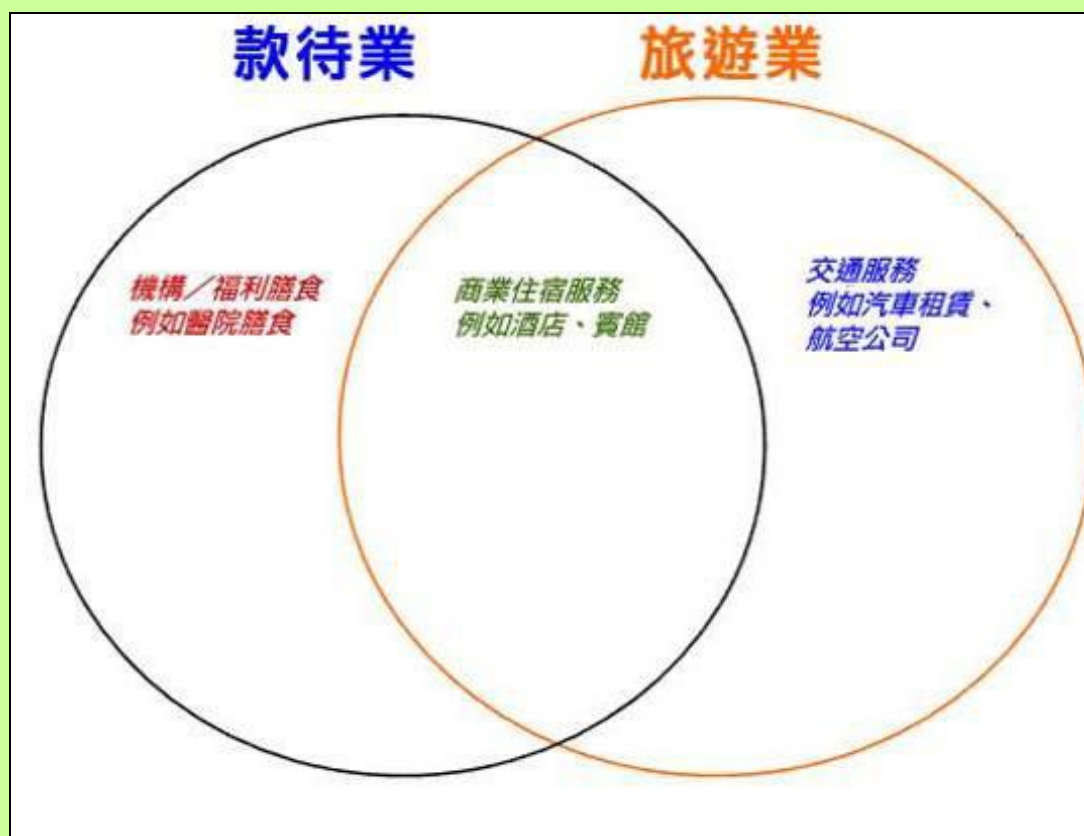 款待業
旅遊業
機構／福利膳食
例如醫院膳食
商業住宿服務
例如酒店、賓館
交通服務
例如汽車租賃、
航空公司